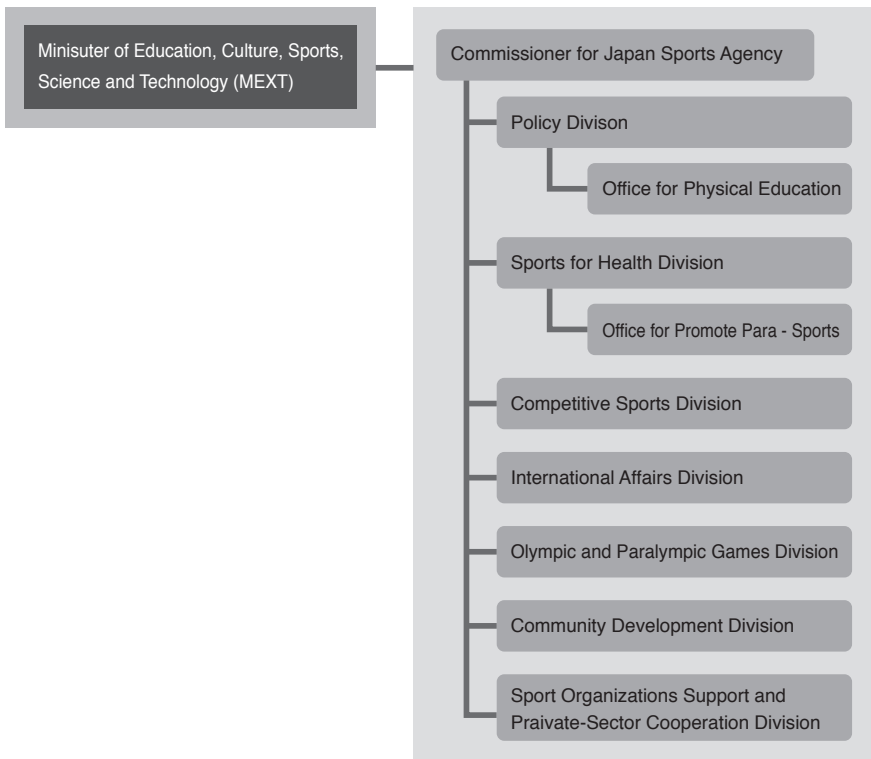 Minisuter of Education, Culture, Sports,
Science and Technology (MEXT)
Commissioner for Japan Sports Agency
Policy Divison
Office for Physical Education
Sports for Health Division
Office for Promote Para - Sports
Competitive Sports Division
International Affairs Division
Olympic and Paralympic Games Division
Community Development Division
Sport Organizations Support and
Praivate-Sector Cooperation Division